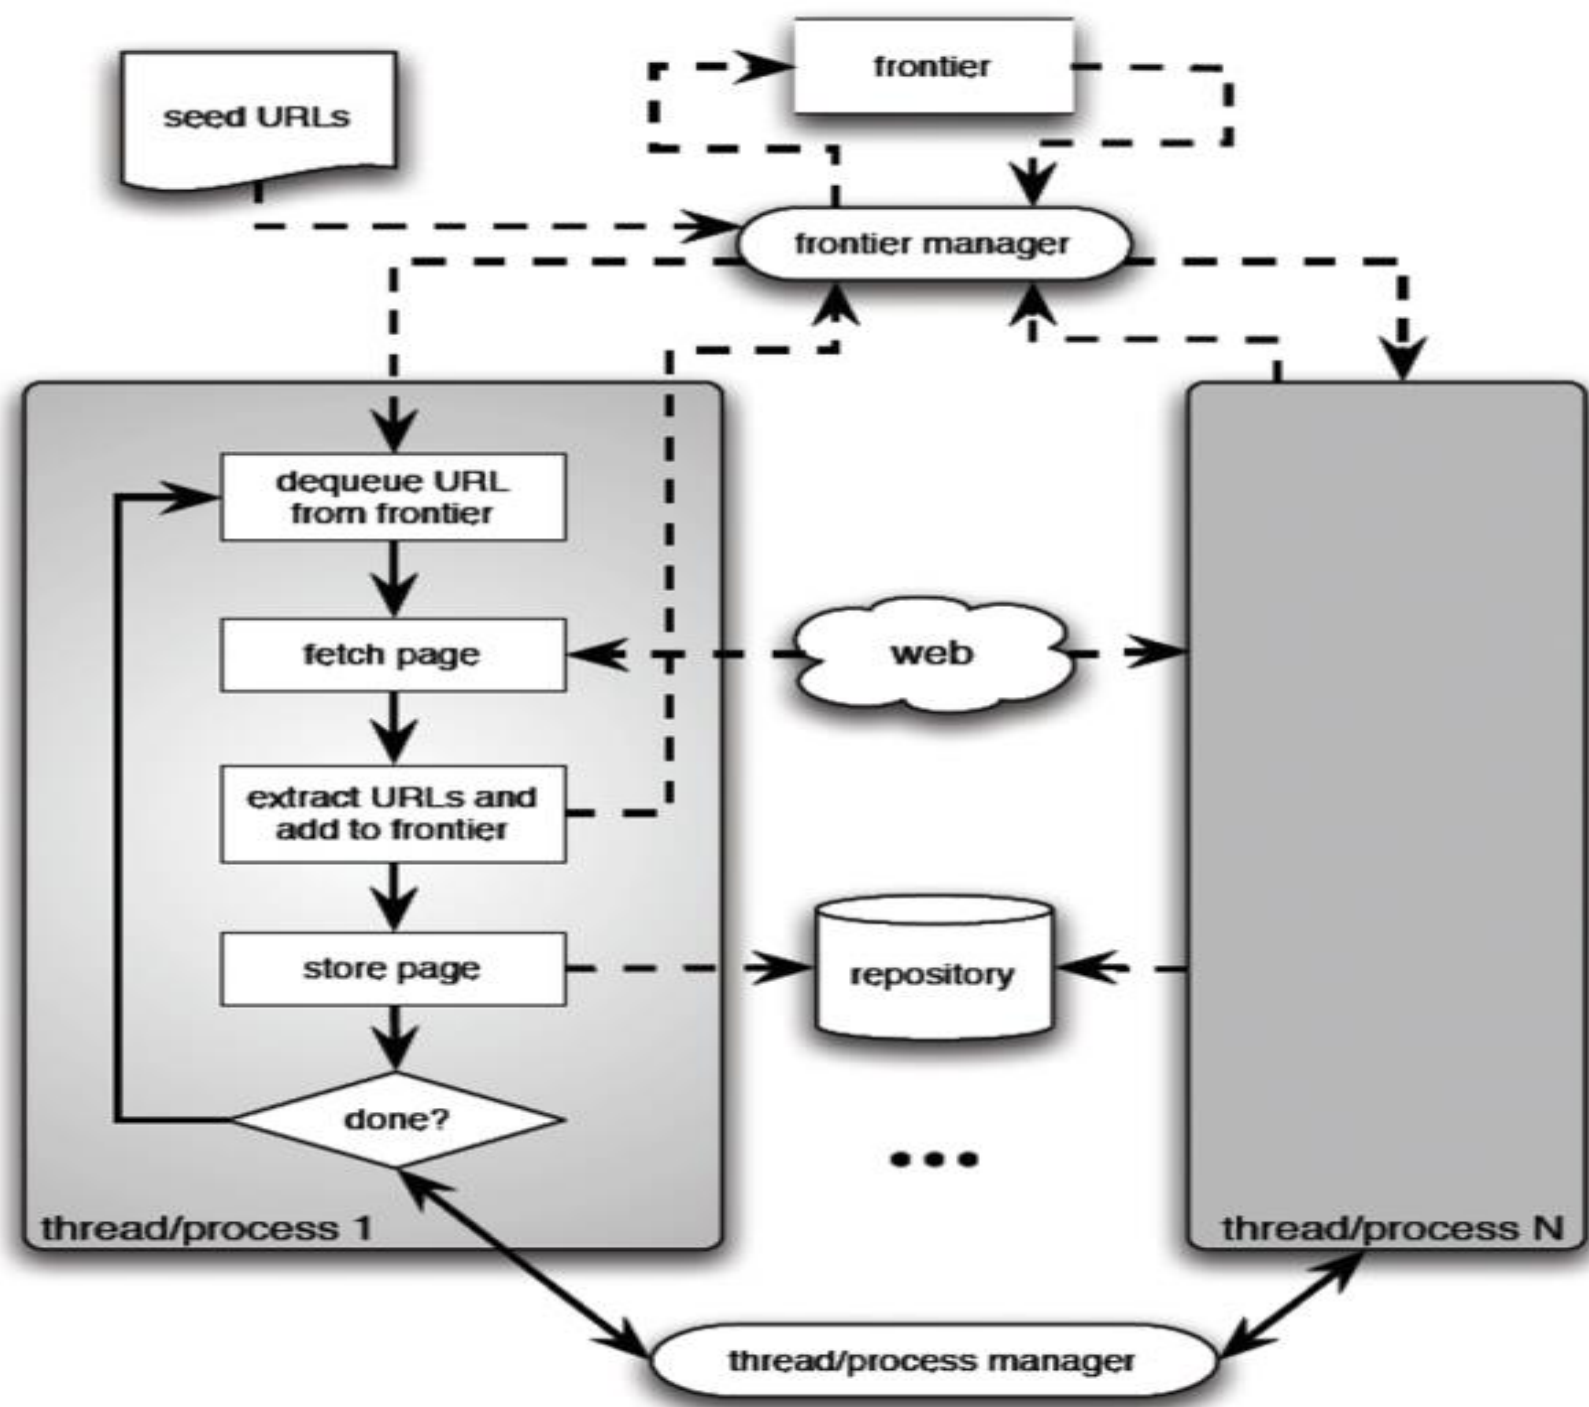 seed URLs
frontier
frontier manager
dequeue URL
from frontier
fetch page
web
extract URLs and
add to frontier
store page
repository
done?
...
thread/process 1
thread/process N
thread/process manager